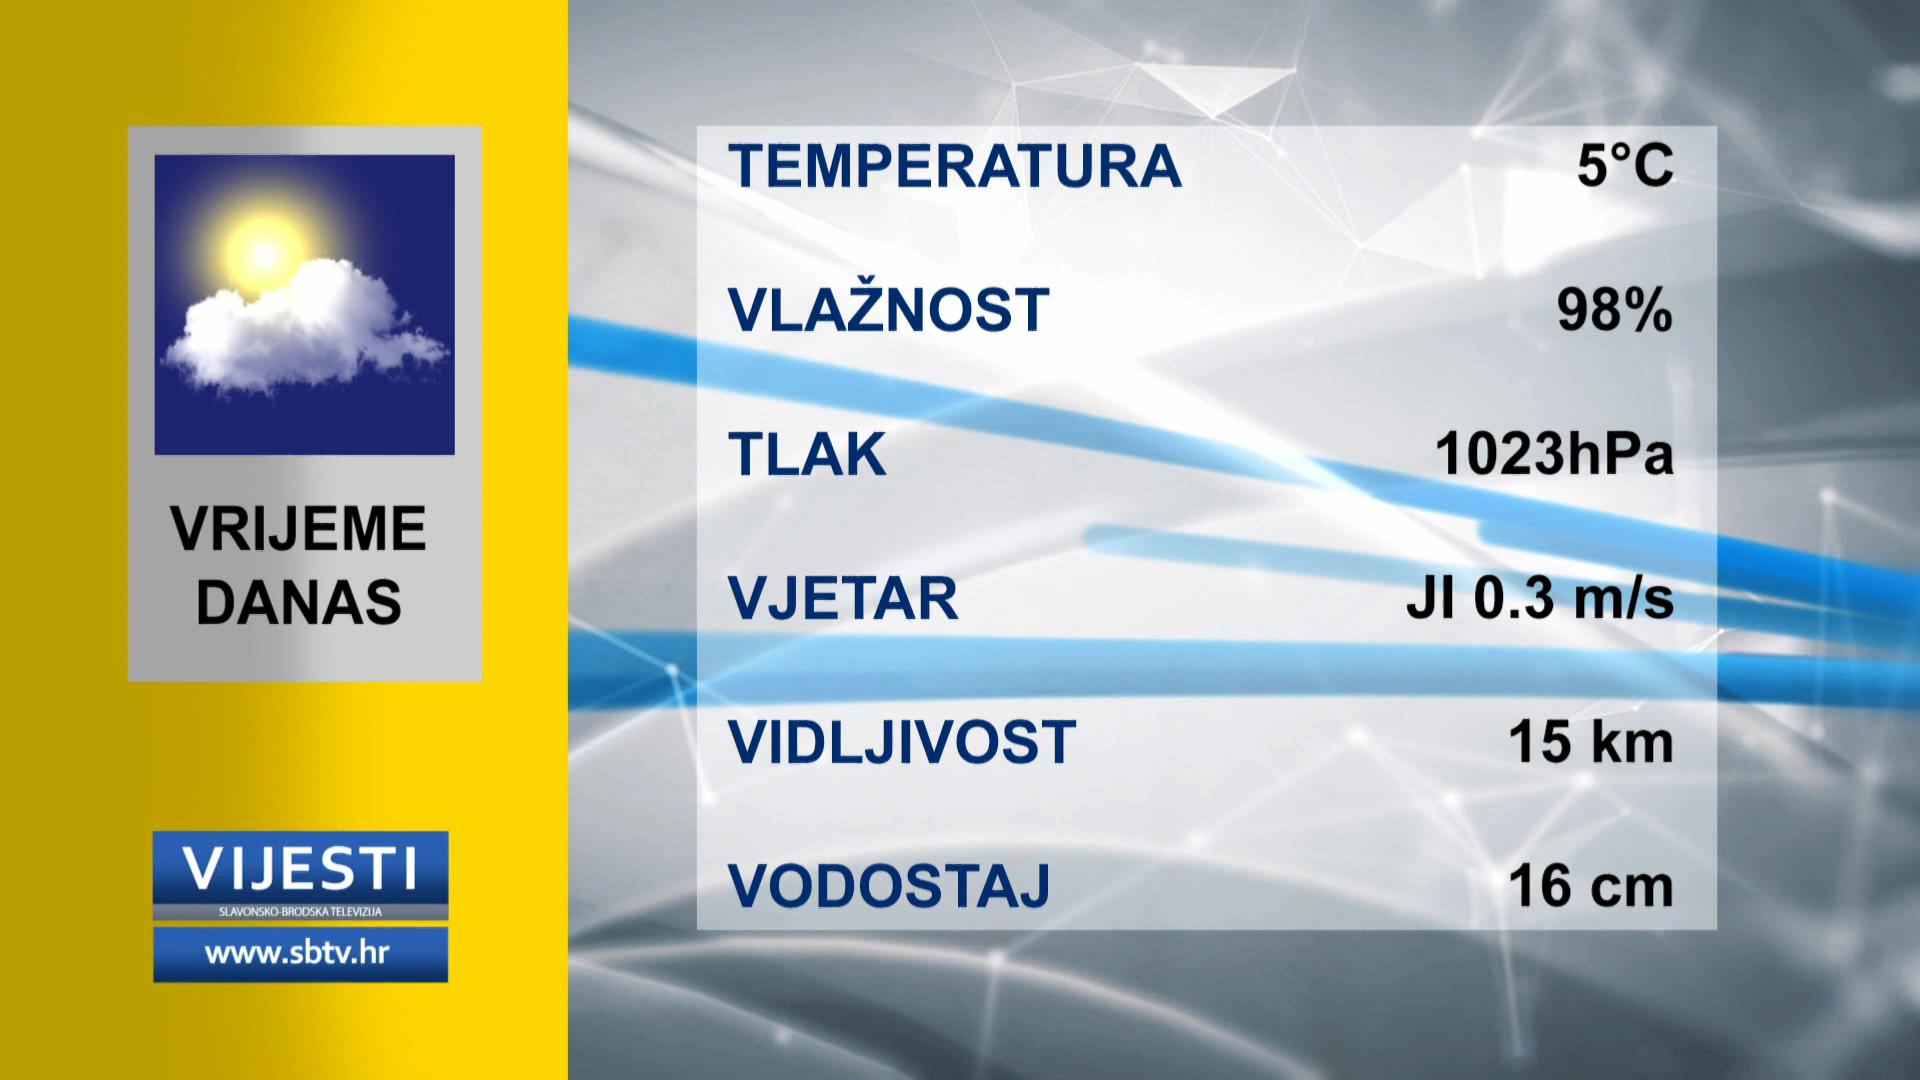 VRIJEME
DANAS
VIJESTI
SLAVONSKO-BRODSKA TELEVIZIJA
www.sbtv.hr
TEMPERATURA 5°C
VLAŽNOST 98%
TLAK 1023hPa
VJETAR JI 0.3 m/s
VIDLJIVOST 15 km
VODOSTAJ 16 cm